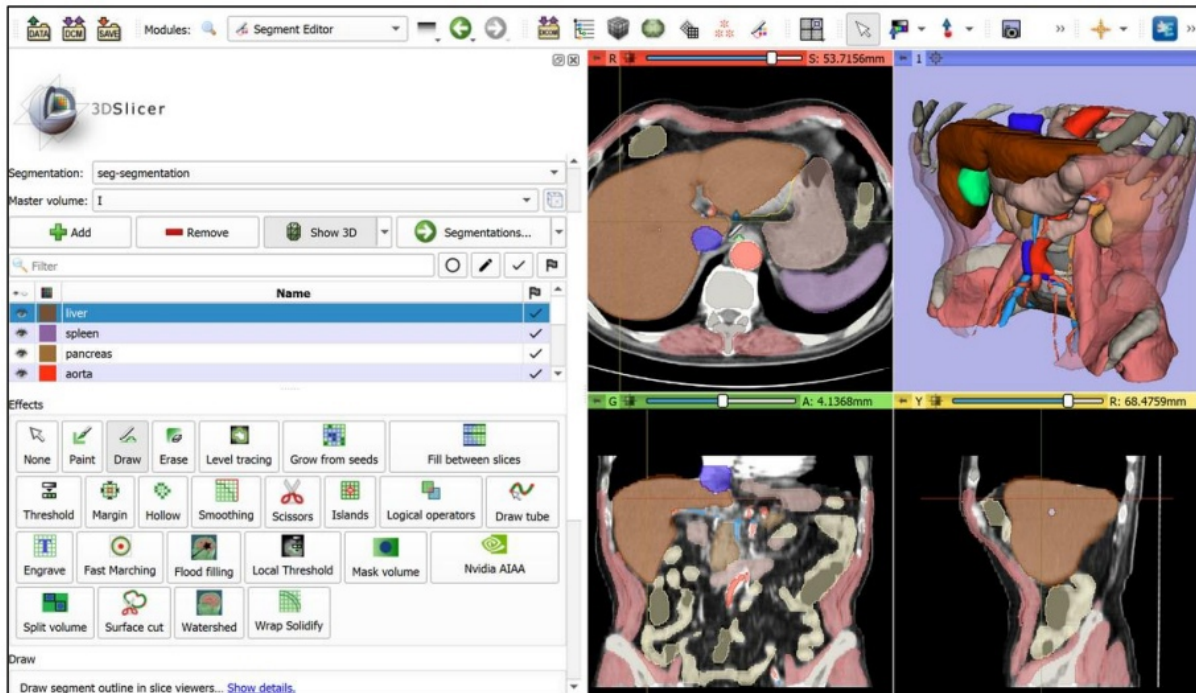 DATA DCM SAVE Modules: Segment Editor DICOM
R S: 53.7156mm 1
3DSlicer
Segmentation: seg-segmentation
Master volume: I
Add Remove Show 3D Segmentations...
Filter
Name
liver
spleen
pancreas
aorta
Effects
G A: 4.1368mm Y R: 68.4759mm
None Paint Draw Erase Level tracing Grow from seeds Fill between slices
Threshold Margin Hollow Smoothing Scissors Islands Logical operators Draw tube
Engrave Fast Marching Flood filling Local Threshold Mask volume Nvidia AIAA
Split volume Surface cut Watershed Wrap Solidify
Draw
Draw segment outline in slice viewers... Show details.